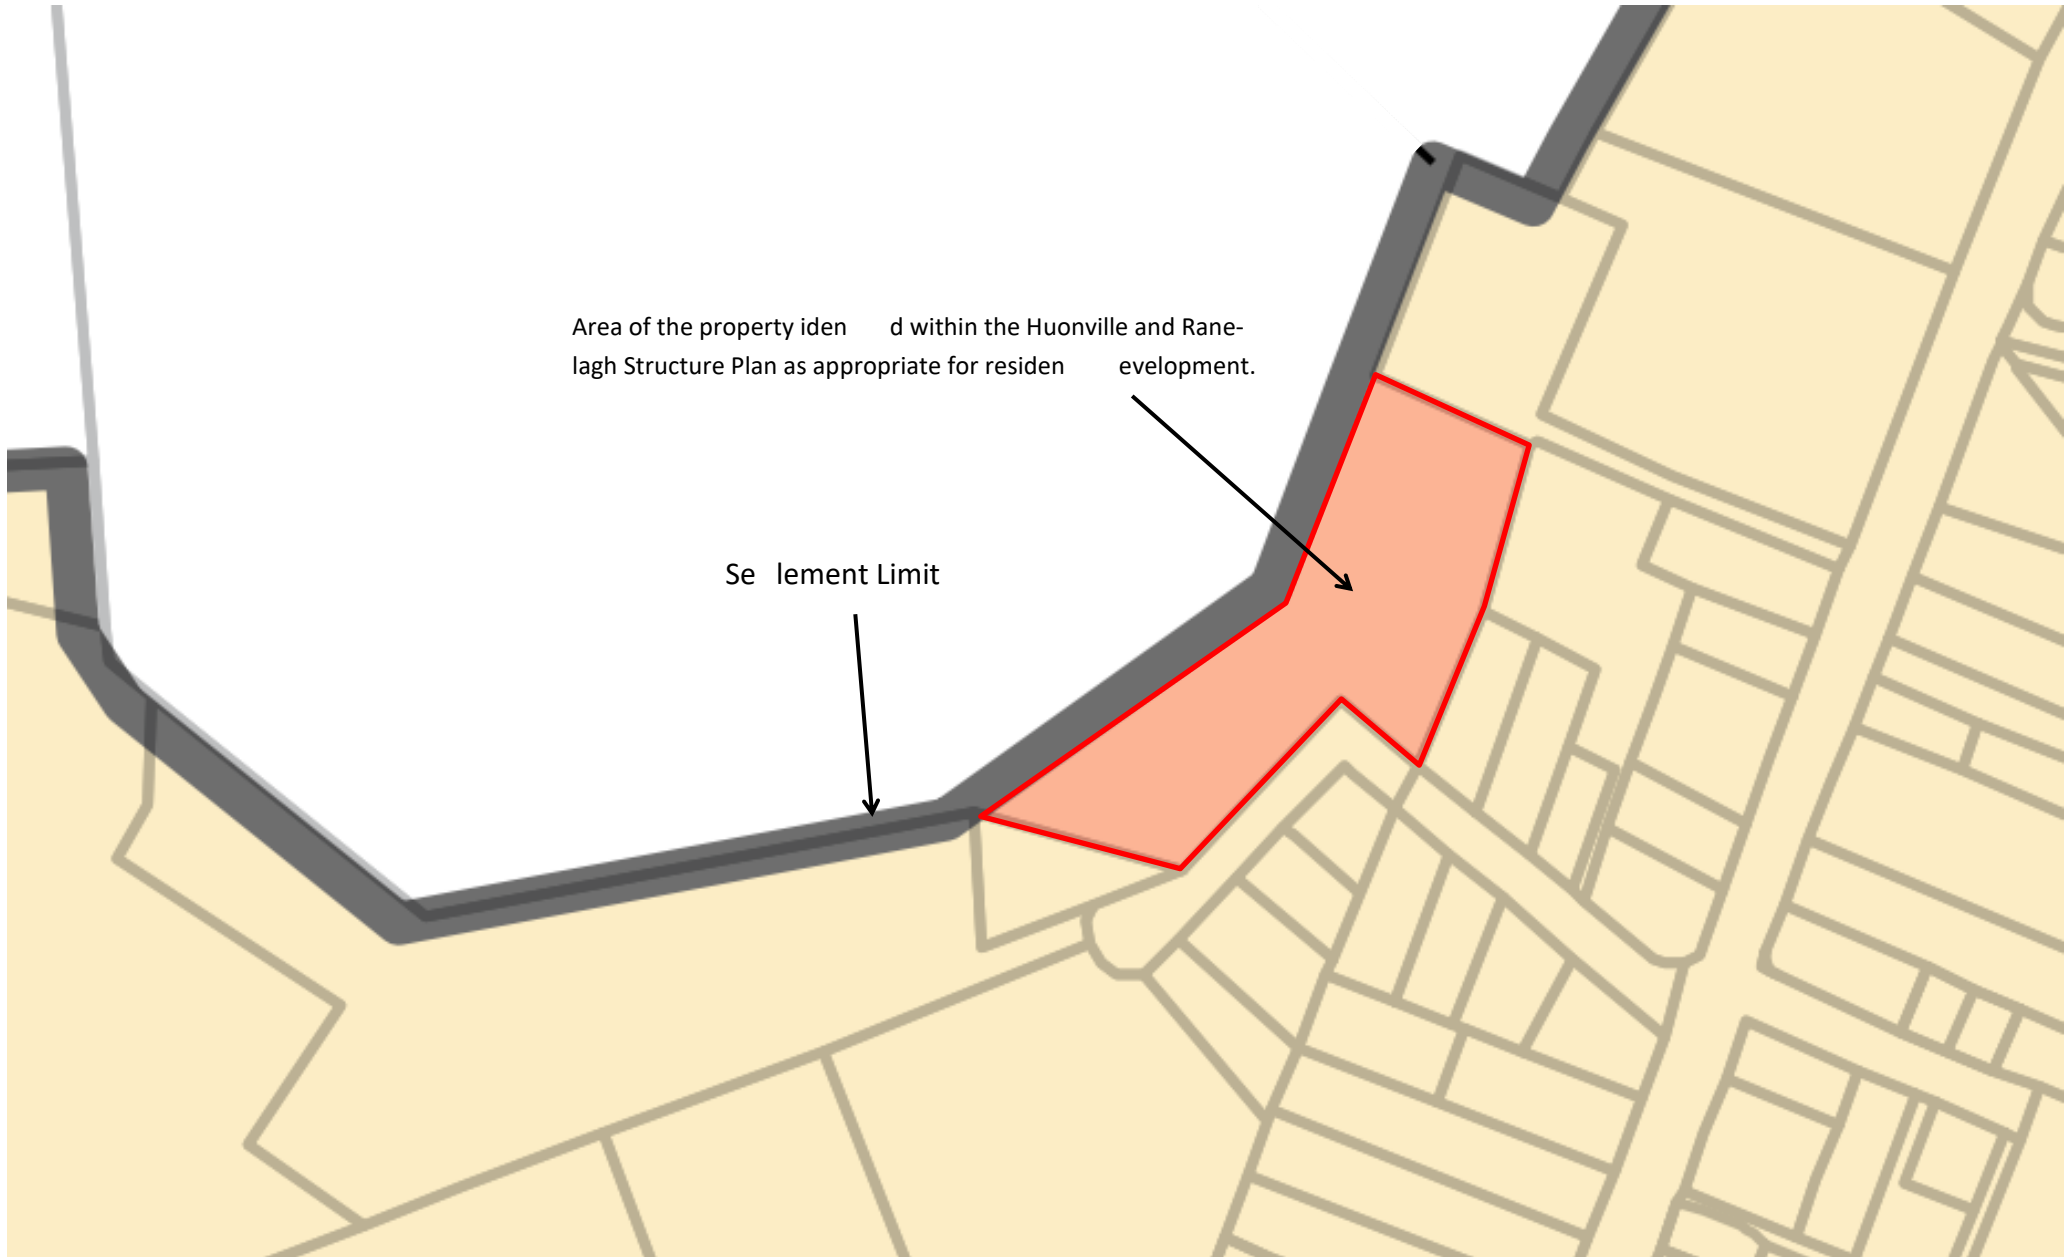 Area of the property iden d within the Huonville and Rane-
lagh Structure Plan as appropriate for residen evelopment.
Se lement Limit